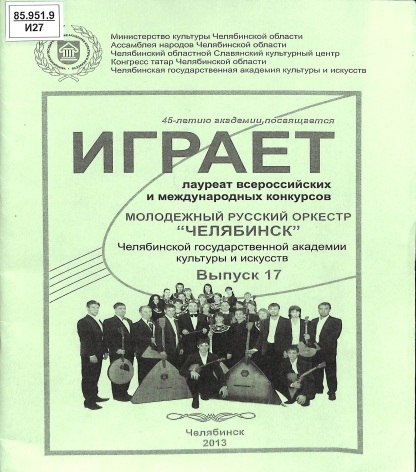 85.951.9
И27
Министерство культуры Челябинской области
Ассамблея народов Челябинской области
Челябинский областной Славянский культурный центр
Конгресс татар Челябинской области
Челябинская государственная академия культуры и искусств
45-летию академии посвящается
ИГРАЕТ
лауреат всероссийских
и международных конкурсов
МОЛОДЕЖНЫЙ РУССКИЙ ОРКЕСТР
"ЧЕЛЯБИНСК"
Челябинской государственной академии
культуры и искусств
Выпуск 17
Челябинск
2013